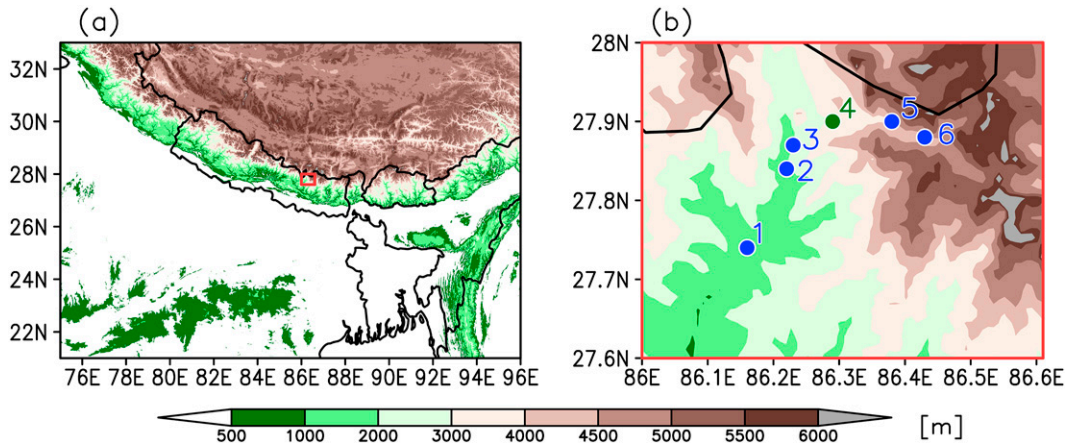 (a)
(b)
32N
30N
28N
26N
24N
22N
76E 78E 80E 82E 84E 86E 88E 90E 92E 94E 96E
28N
27.9N
27.8N
27.7N
27.6N
4
5
3
6
2
1
86E 86.1E 86.2E 86.3E 86.4E 86.5E 86.6E
500 1000 2000 3000 4000 4500 5000 5500 6000 [m]